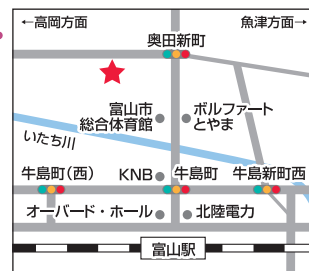 ←高岡方面
魚津方面→
奥田新町
富山市
総合体育館
ボルファート
とやま
いたち川
牛島町(西)
KNB
牛島町
牛島新町西
オーバード・ホール
北陸電力
富山駅